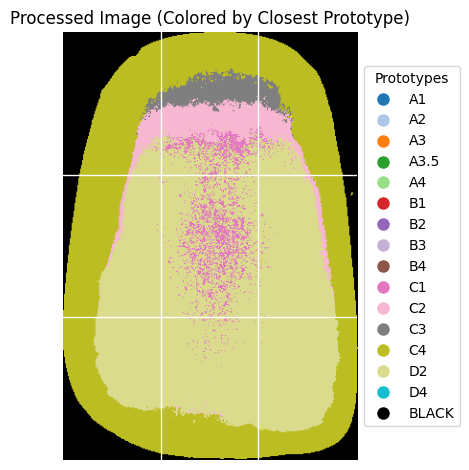 Processed Image (Colored by Closest Prototype)
Prototypes
A1
A2
A3
A3.5
A4
B1
B2
B3
B4
C1
C2
C3
C4
D2
D4
BLACK